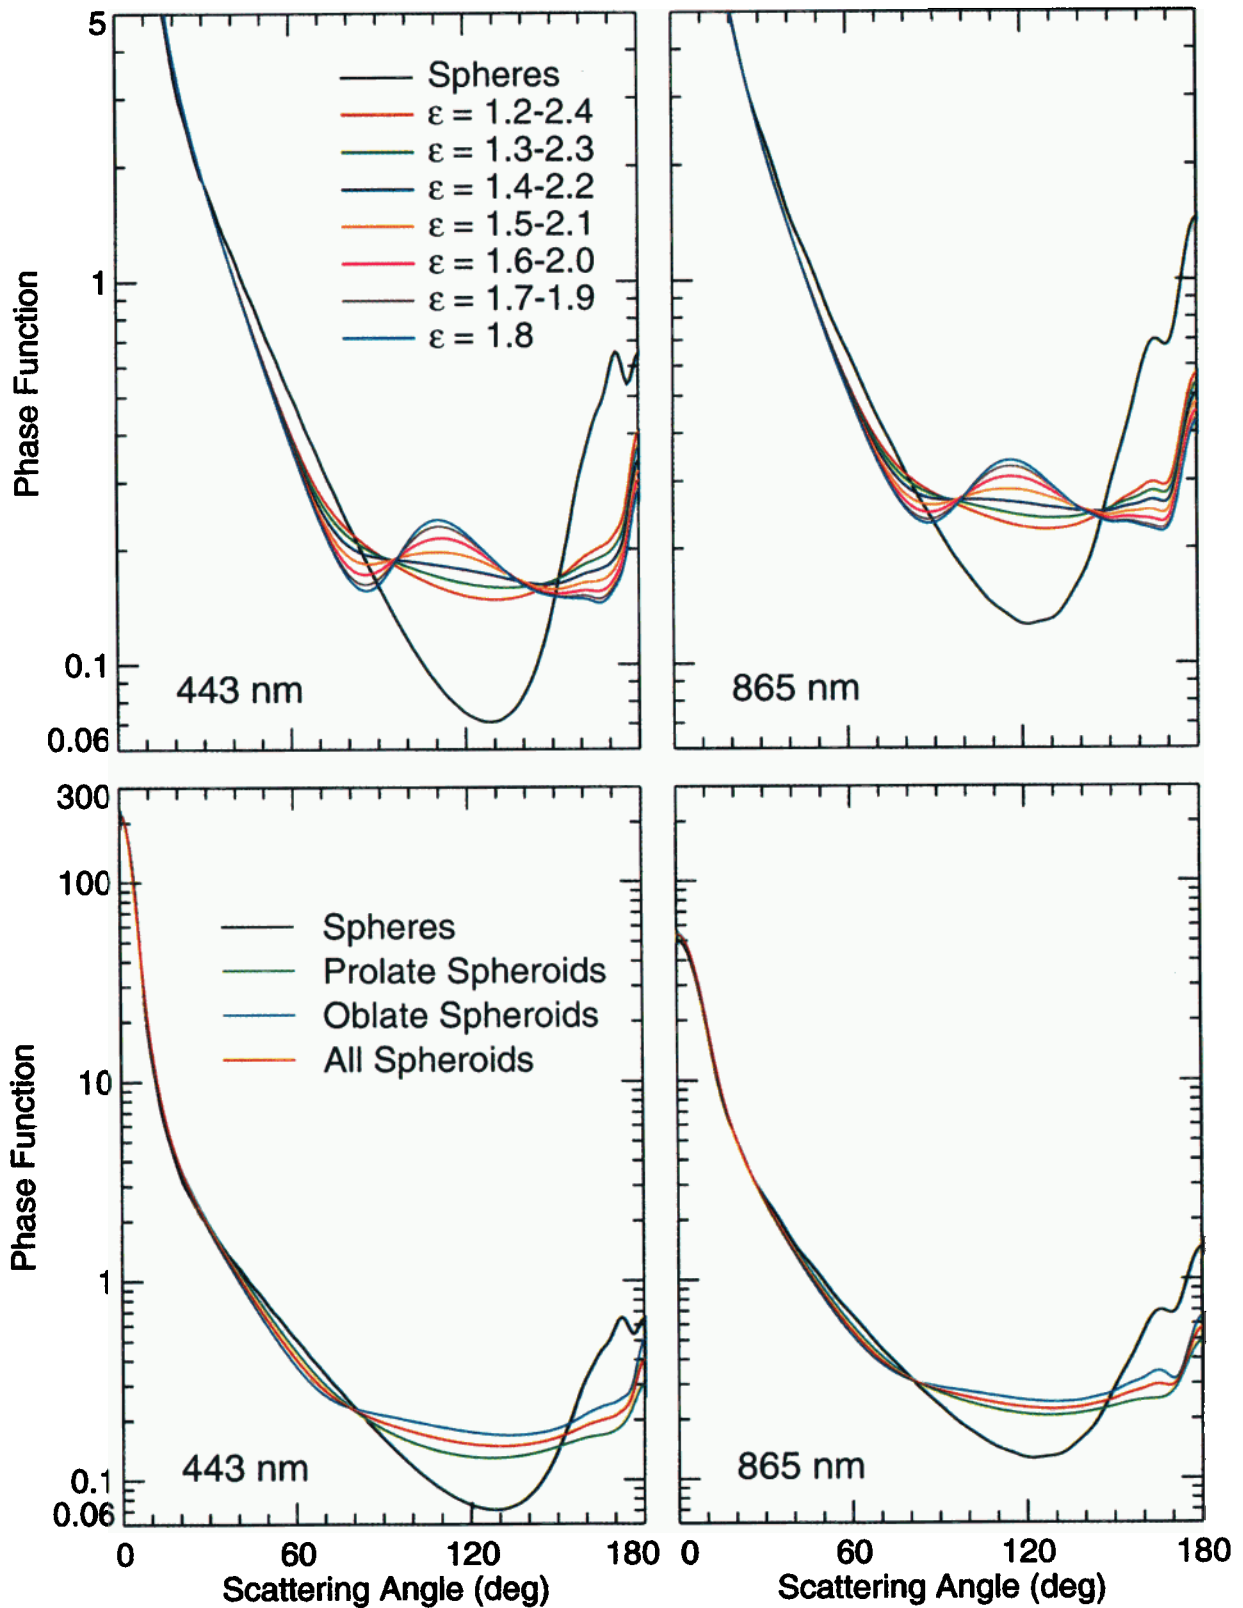 5
1
0.1
0.06
Phase Function
Spheres
ε = 1.2-2.4
ε = 1.3-2.3
ε = 1.4-2.2
ε = 1.5-2.1
ε = 1.6-2.0
ε = 1.7-1.9
ε = 1.8
443 nm
865 nm
300
100
10
1
0.1
0.06
Phase Function
Spheres
Prolate Spheroids
Oblate Spheroids
All Spheroids
443 nm
865 nm
0 60 120 180
0 60 120 180
Scattering Angle (deg)
Scattering Angle (deg)